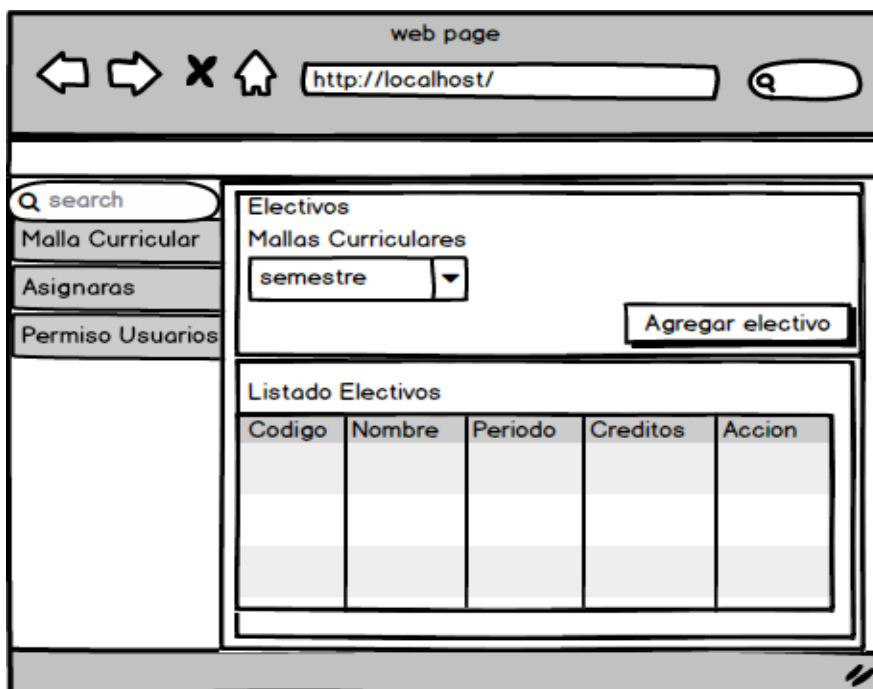 web page
http://localhost/
search
Malla Curricular
Asignaras
Permiso Usuarios
Electivos
Mallas Curriculares
semestre
Agregar electivo
Listado Electivos
Codigo Nombre Periodo Creditos Accion